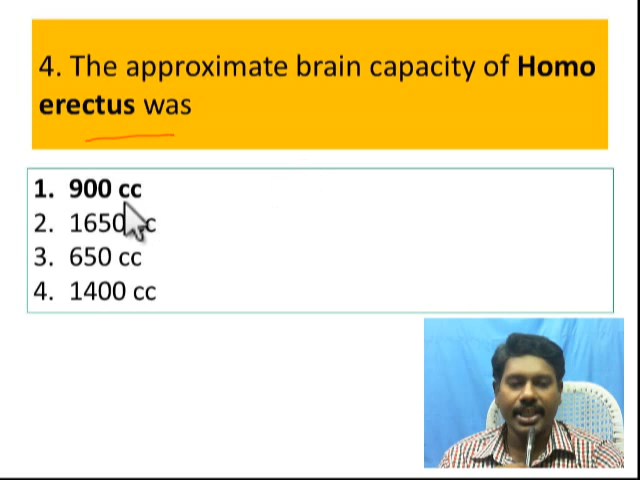 4. The approximate brain capacity of Homo
erectus was
1. 900 cc
2. 1650 cc
3. 650 cc
4. 1400 cc